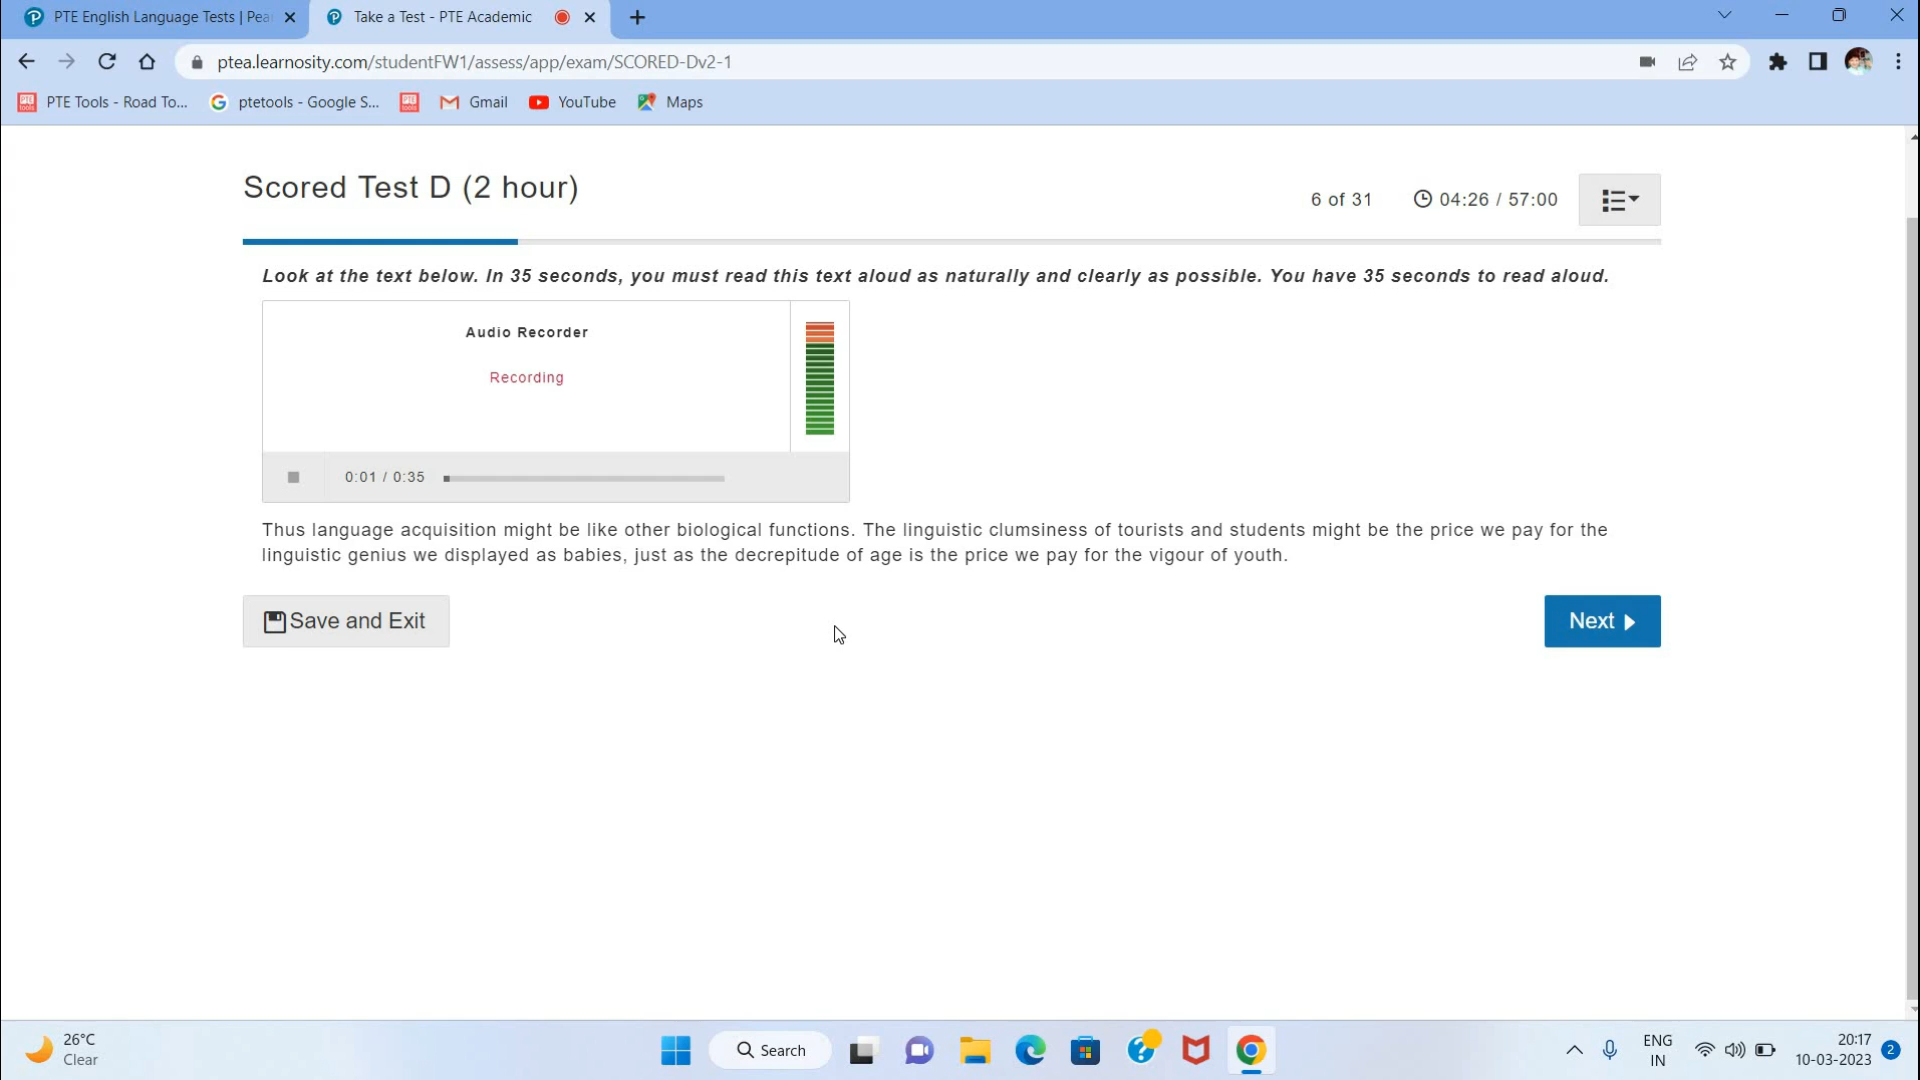 PTE English Language Tests | Pea
Take a Test - PTE Academic
ptea.learnosity.com/studentFW1/assess/app/exam/SCORED-Dv2-1
PTE Tools - Road To...
ptetools - Google S...
Gmail
YouTube
Maps
Scored Test D (2 hour)
6 of 31
04:26 / 57:00
Look at the text below. In 35 seconds, you must read this text aloud as naturally and clearly as possible. You have 35 seconds to read aloud.
Audio Recorder
Recording
0:01 / 0:35
Thus language acquisition might be like other biological functions. The linguistic clumsiness of tourists and students might be the price we pay for the
linguistic genius we displayed as babies, just as the decrepitude of age is the price we pay for the vigour of youth.
Save and Exit
Next
26°C
Clear
Search
ENG
IN
20:17
10-03-2023
2